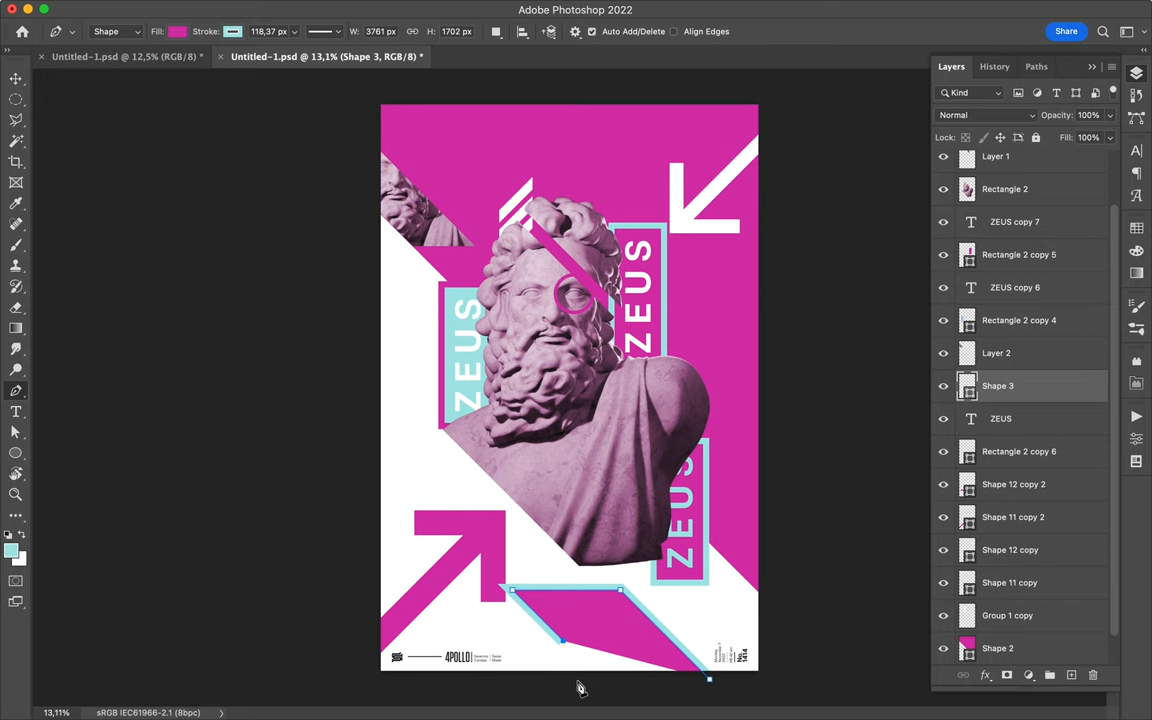 Adobe Photoshop 2022
Shape
Fill:
Stroke:
118,37 px
W: 3761 px
H: 1702 px
Auto Add/Delete
Align Edges
Share
Untitled-1.psd @ 12,5% (RGB/8) *
Untitled-1.psd @ 13,1% (Shape 3, RGB/8) *
Layers
History
Paths
Kind
Normal
Opacity: 100%
Lock:
Fill: 100%
Layer 1
Rectangle 2
ZEUS copy 7
Rectangle 2 copy 5
ZEUS copy 6
Rectangle 2 copy 4
Layer 2
Shape 3
ZEUS
Rectangle 2 copy 6
Shape 12 copy 2
Shape 11 copy 2
Shape 12 copy
Shape 11 copy
Group 1 copy
Shape 2
ZEUS
ZEUS
ZEUS
4POLLO
No. 1414
13,11%
sRGB IEC61966-2.1 (8bpc)